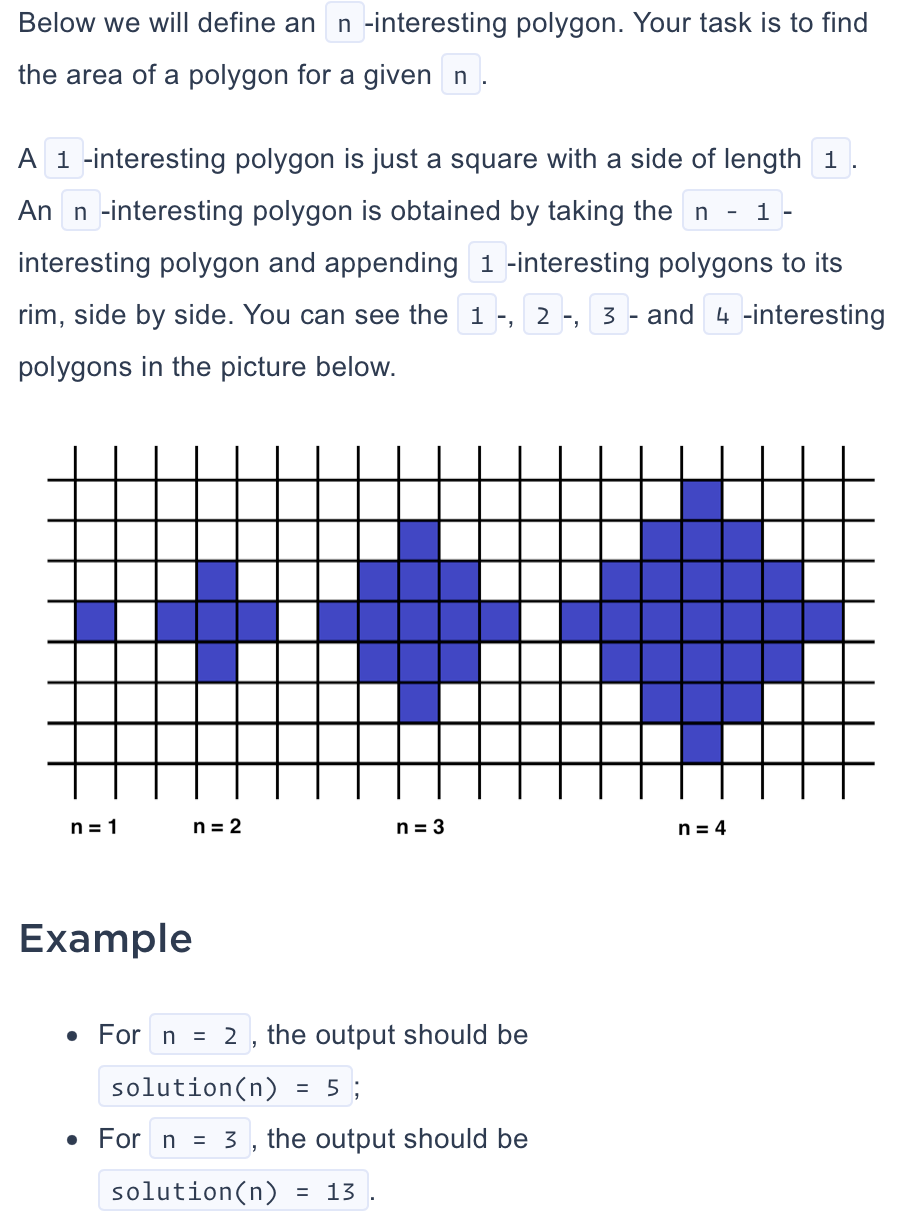 Below we will define an n -interesting polygon. Your task is to find
the area of a polygon for a given n .
A 1 -interesting polygon is just a square with a side of length 1 .
An n -interesting polygon is obtained by taking the n - 1 -
interesting polygon and appending 1 -interesting polygons to its
rim, side by side. You can see the 1 -, 2 -, 3 - and 4 -interesting
polygons in the picture below.
n = 1 n = 2 n = 3 n = 4
Example
• For n = 2 , the output should be
solution(n) = 5 ;
• For n = 3 , the output should be
solution(n) = 13 .